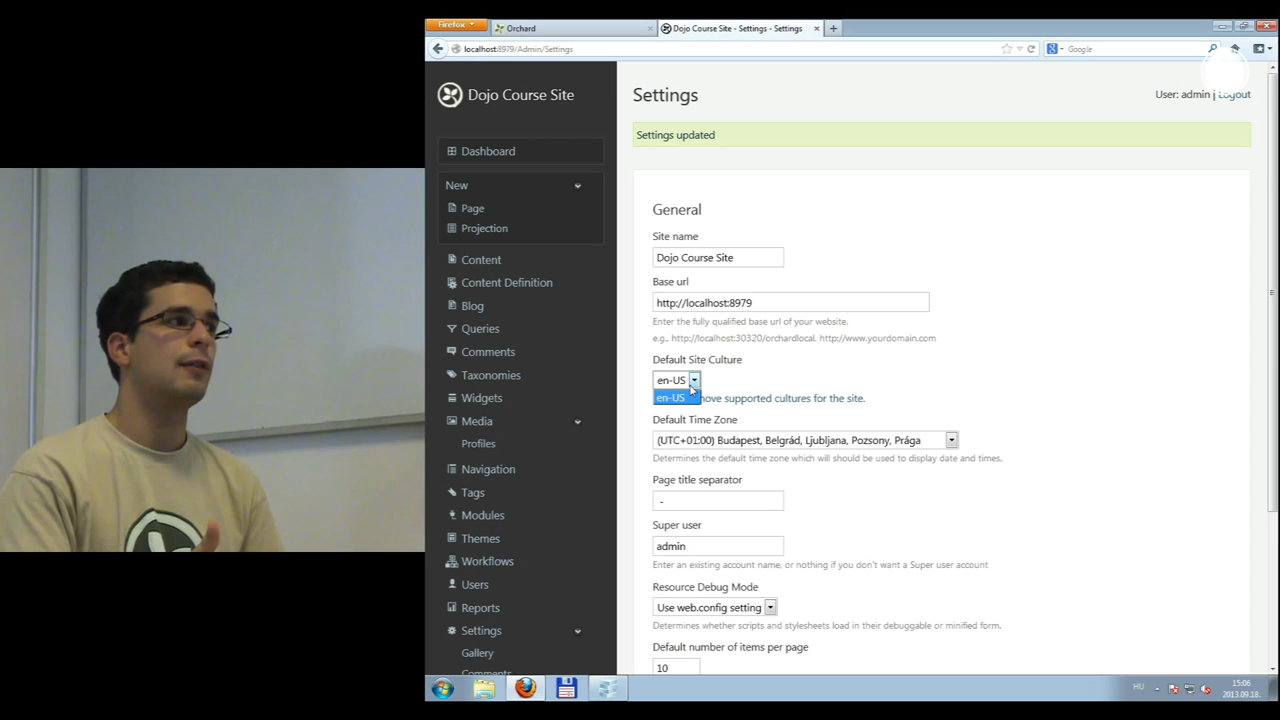 Firefox
Orchard
Dojo Course Site - Settings - Settings
localhost:8979/Admin/Settings
Google
Dojo Course Site
Settings
User: admin | Logout
Settings updated
Dashboard
New
Page
Projection
Content
Content Definition
Blog
Queries
Comments
Taxonomies
Widgets
Media
Profiles
Navigation
Tags
Modules
Themes
Workflows
Users
Reports
Settings
Gallery
Comments
General
Site name
Dojo Course Site
Base url
http://localhost:8979
Enter the fully qualified base url of your website.
e.g., http://localhost:30320/orchardlocal, http://www.yourdomain.com
Default Site Culture
en-US
en-US
move supported cultures for the site.
Default Time Zone
(UTC+01:00) Budapest, Belgrád, Ljubljana, Pozsony, Prága
Determines the default time zone which will should be used to display date and times.
Page title separator
-
Super user
admin
Enter an existing account name, or nothing if you don't want a Super user account
Resource Debug Mode
Use web.config setting
Determines whether scripts and stylesheets load in their debuggable or minified form.
Default number of items per page
10
HU
15:06
2013.09.18.